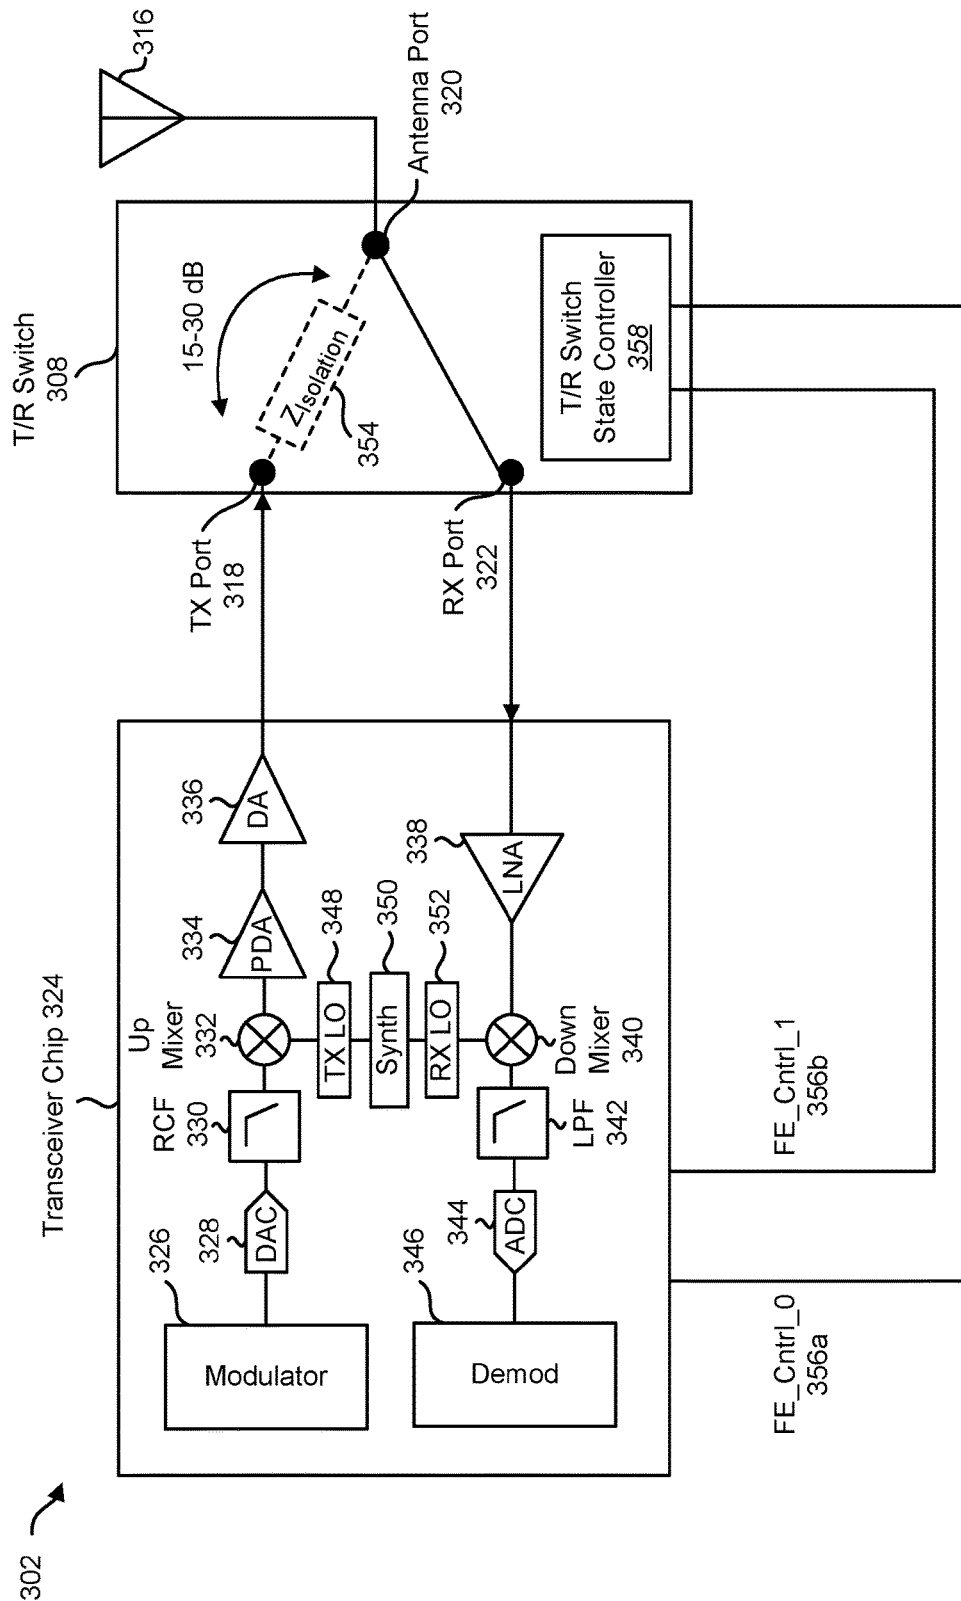 302
Transceiver Chip 324
326
Modulator
328
DAC
RCF
330
Up
Mixer
332
334
PDA
336
DA
TX LO
348
Synth
350
RX LO
352
346
Demod
344
ADC
LPF
342
Down
Mixer
340
338
LNA
TX Port
318
RX Port
322
T/R Switch
308
15-30 dB
ZIsolation
354
316
Antenna Port
320
T/R Switch
State Controller
358
FE_Cntrl_0
356a
FE_Cntrl_1
356b